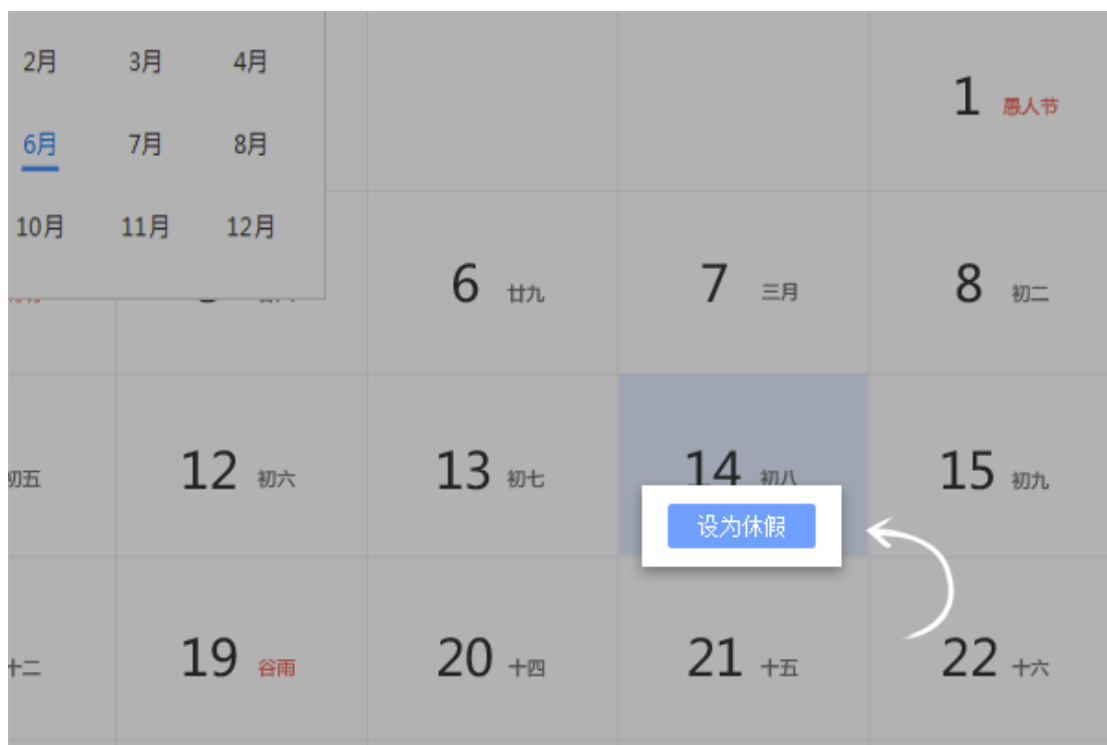 2月 3月 4月
1 愚人节
6月 7月 8月
10月 11月 12月
6 廿九
7 三月
8 初二
初五
12 初六
13 初七
14 初八
15 初九
设为休假
十二
19 谷雨
20 十四
21 十五
22 十六